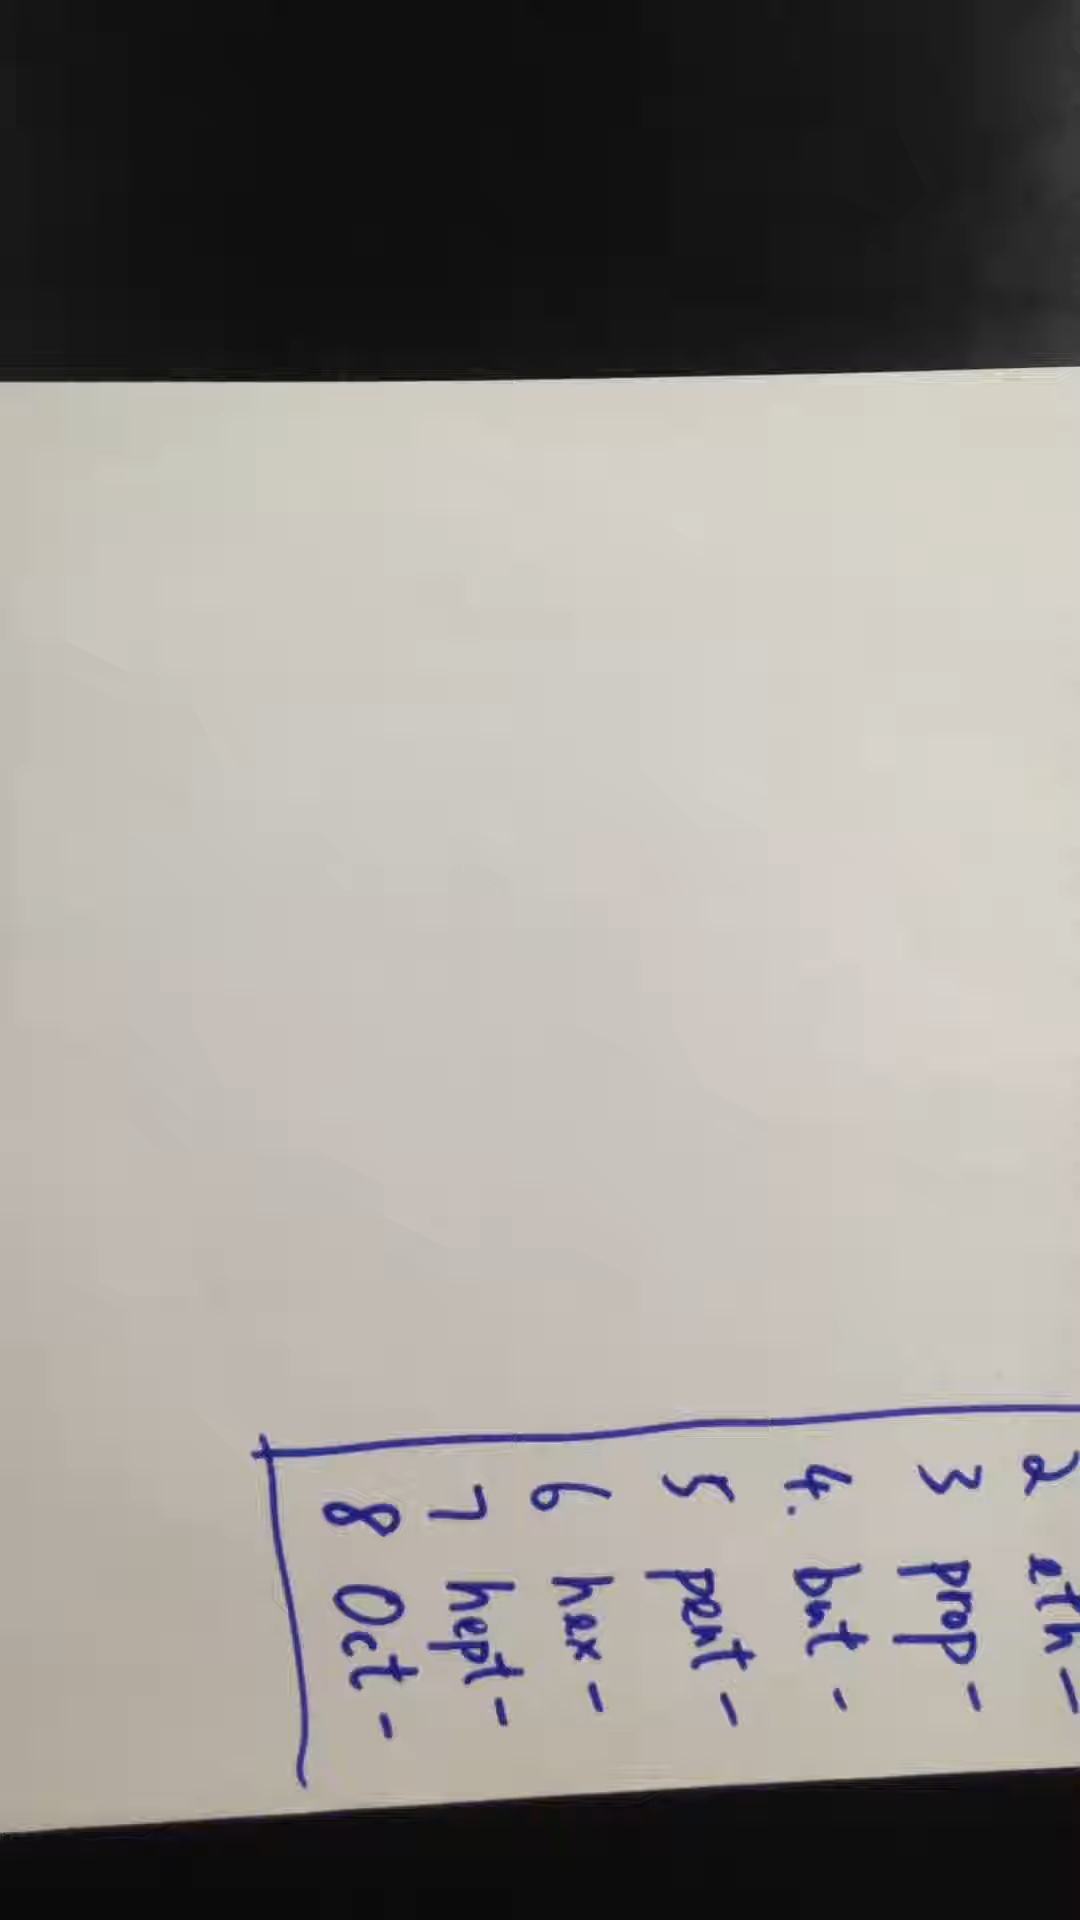 2 eth -
3 prop -
4. but -
5 pent -
6 hex -
7 hept -
8 Oct -